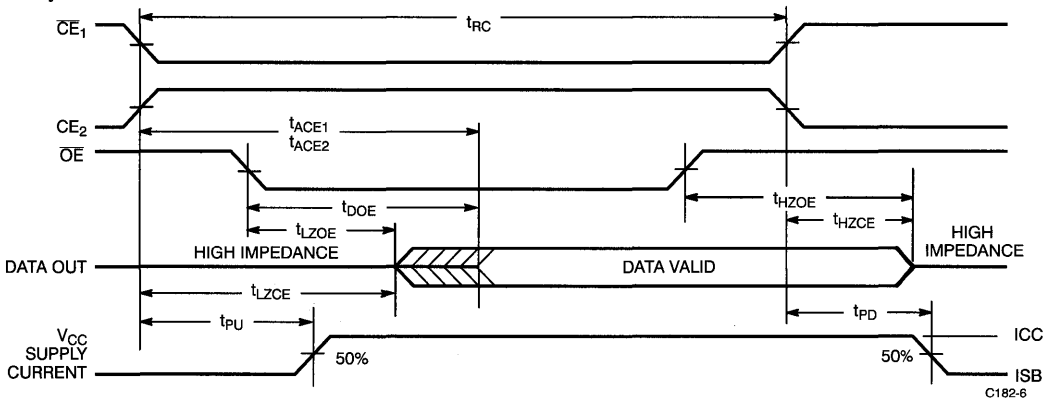 CE1
tRC
CE2
tACE1
tACE2
OE
tDOE
tHZOE
tLZOE
tHZCE
HIGH IMPEDANCE
HIGH
IMPEDANCE
DATA OUT
DATA VALID
tLZCE
tPU
tPD
VCC
SUPPLY
CURRENT
50%
50%
ICC
ISB
C182-6